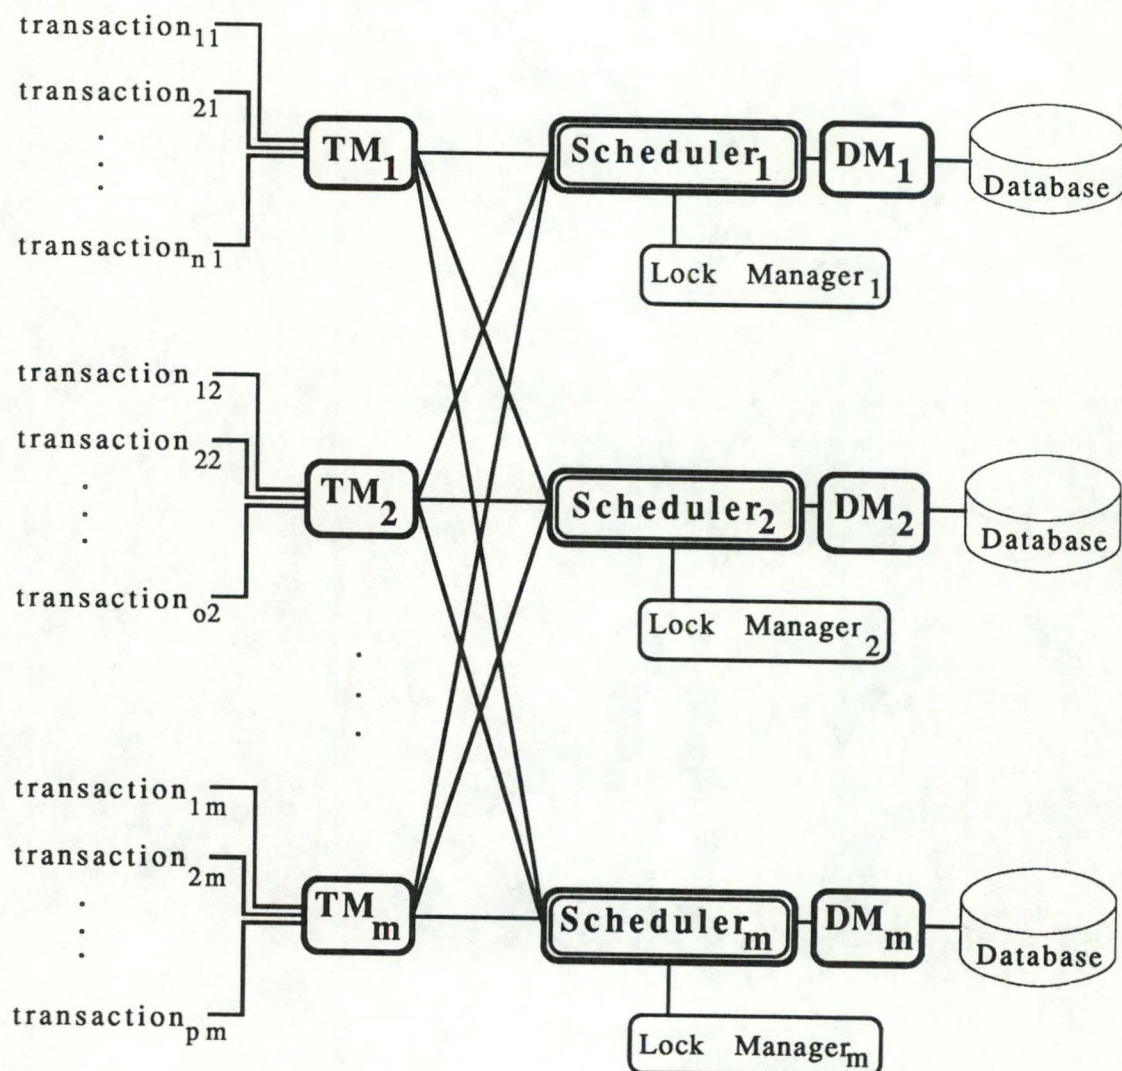 transaction₁₁
transaction₂₁
TM₁ Scheduler₁ DM₁ Database
transactionₙ₁
Lock Manager₁
transaction₁₂
transaction₂₂
TM₂ Scheduler₂ DM₂ Database
transactionₒ₂
Lock Manager₂
transaction₁ₘ
transaction₂ₘ
TMₘ Schedulerₘ DMₘ Database
transactionₚₘ
Lock Managerₘ